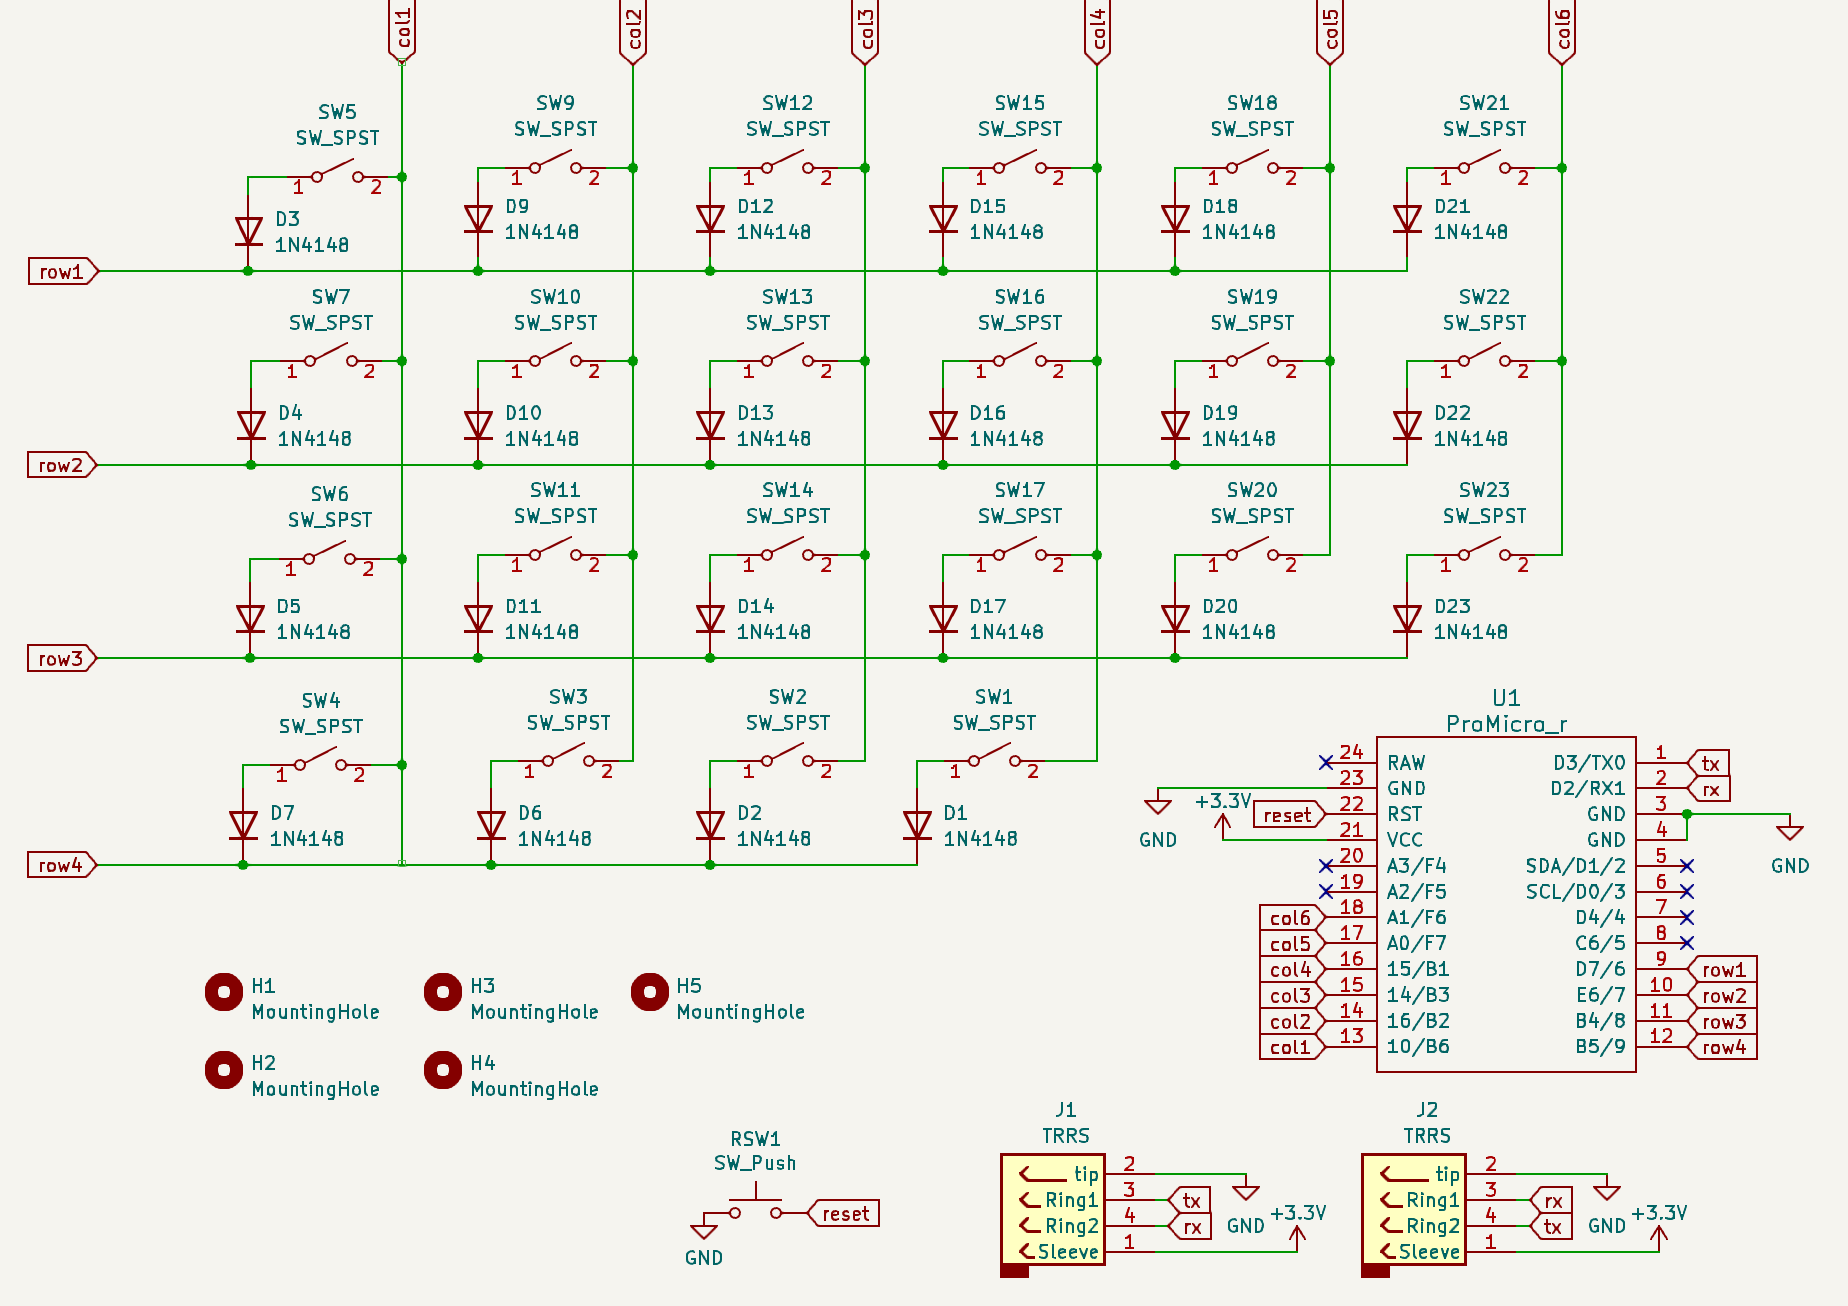 col1 col2 col3 col4 col5 col6
SW5 SW9 SW12 SW15 SW18 SW21
SW_SPST SW_SPST SW_SPST SW_SPST SW_SPST SW_SPST
1 2 1 2 1 2 1 2 1 2 1 2
D3 D9 D12 D15 D18 D21
1N4148 1N4148 1N4148 1N4148 1N4148 1N4148
row1
SW7 SW10 SW13 SW16 SW19 SW22
SW_SPST SW_SPST SW_SPST SW_SPST SW_SPST SW_SPST
1 2 1 2 1 2 1 2 1 2 1 2
D4 D10 D13 D16 D19 D22
1N4148 1N4148 1N4148 1N4148 1N4148 1N4148
row2
SW6 SW11 SW14 SW17 SW20 SW23
SW_SPST SW_SPST SW_SPST SW_SPST SW_SPST SW_SPST
1 2 1 2 1 2 1 2 1 2 1 2
D5 D11 D14 D17 D20 D23
1N4148 1N4148 1N4148 1N4148 1N4148 1N4148
row3
SW4 SW3 SW2 SW1
SW_SPST SW_SPST SW_SPST SW_SPST
1 2 1 2 1 2 1 2
D7 D6 D2 D1
1N4148 1N4148 1N4148 1N4148
row4
U1
ProMicro_r
24 RAW D3/TX0 1 tx
23 GND D2/RX1 2 rx
GND
+3.3V
reset 22 RST GND 3
21 VCC GND 4
GND
20 A3/F4 SDA/D1/2 5
19 A2/F5 SCL/D0/3 6
col6 18 A1/F6 D4/4 7
col5 17 A0/F7 C6/5 8
col4 16 15/B1 D7/6 9 row1
col3 15 14/B3 E6/7 10 row2
col2 14 16/B2 B4/8 11 row3
col1 13 10/B6 B5/9 12 row4
H1 H3 H5
MountingHole MountingHole MountingHole
H2 H4
MountingHole MountingHole
RSW1
SW_Push
reset
GND
J1
TRRS
tip 2
Ring1 3 tx
Ring2 4 rx
Sleeve 1
GND
+3.3V
J2
TRRS
tip 2
Ring1 3 rx
Ring2 4 tx
Sleeve 1
GND
+3.3V